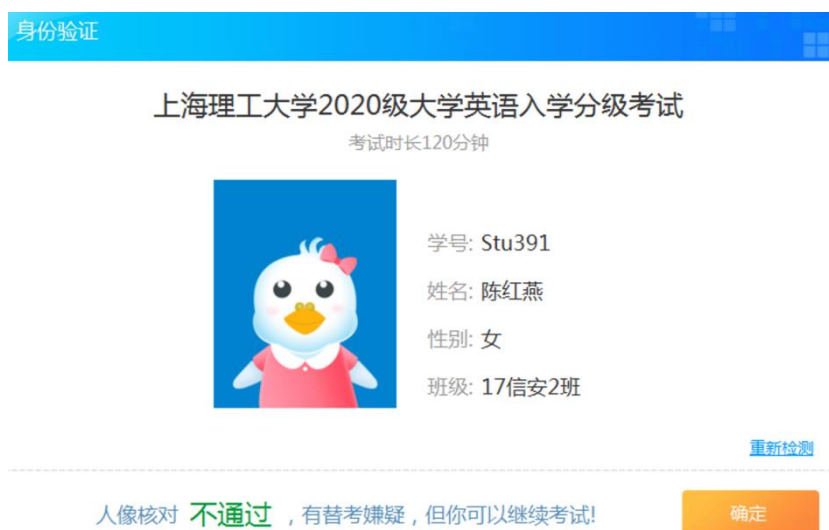 身份验证
上海理工大学2020级大学英语入学分级考试
考试时长120分钟
学号: Stu391
姓名: 陈红燕
性别: 女
班级: 17信安2班
重新检测
人像核对 不通过 ，有替考嫌疑，但你可以继续考试!
确定